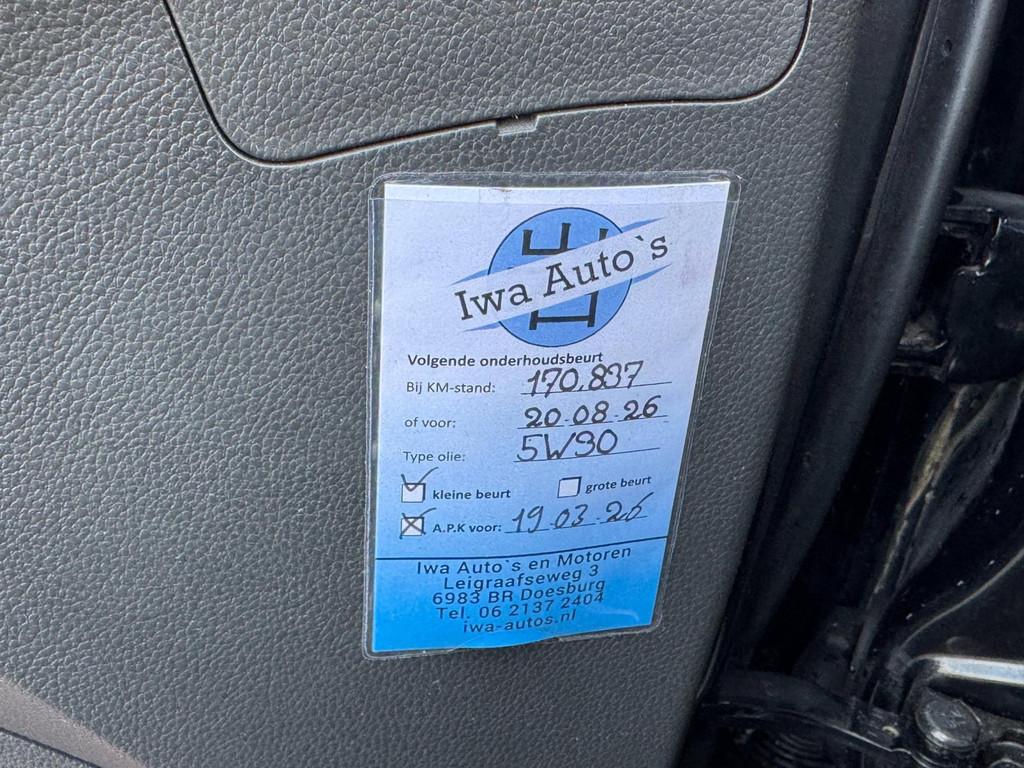 Iwa Auto`s
Volgende onderhoudsbeurt
Bij KM-stand: 170.837
of voor: 20-08-26
Type olie: 5W30
kleine beurt grote beurt
A.P.K voor: 19-03-26
Iwa Auto`s en Motoren
Leigraafseweg 3
6983 BR Doesburg
Tel. 06 2137 2404
iwa-autos.nl